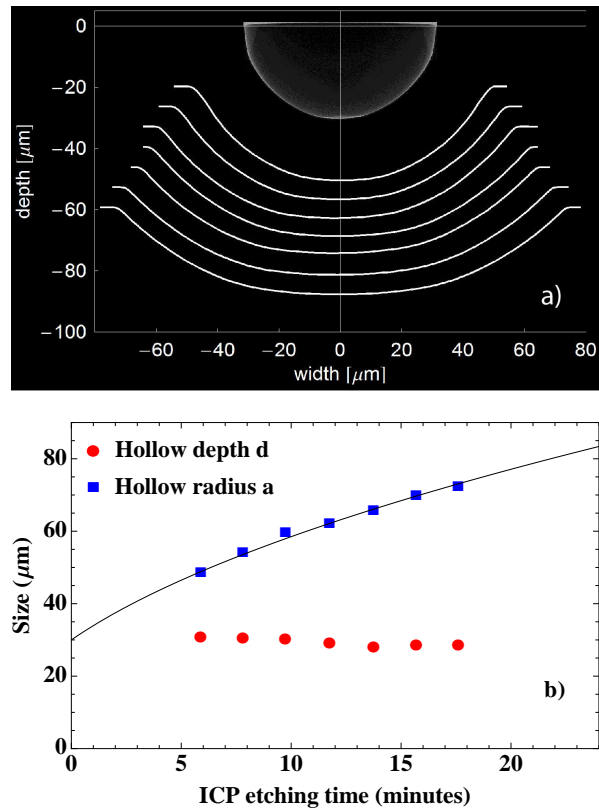 0
−20
−40
−60
−80
−100
depth [μm]
−60 −40 −20 0 20 40 60 80
width [μm]
a)
80
60
40
20
0
Size (μm)
Hollow depth d
Hollow radius a
b)
0 5 10 15 20
ICP etching time (minutes)